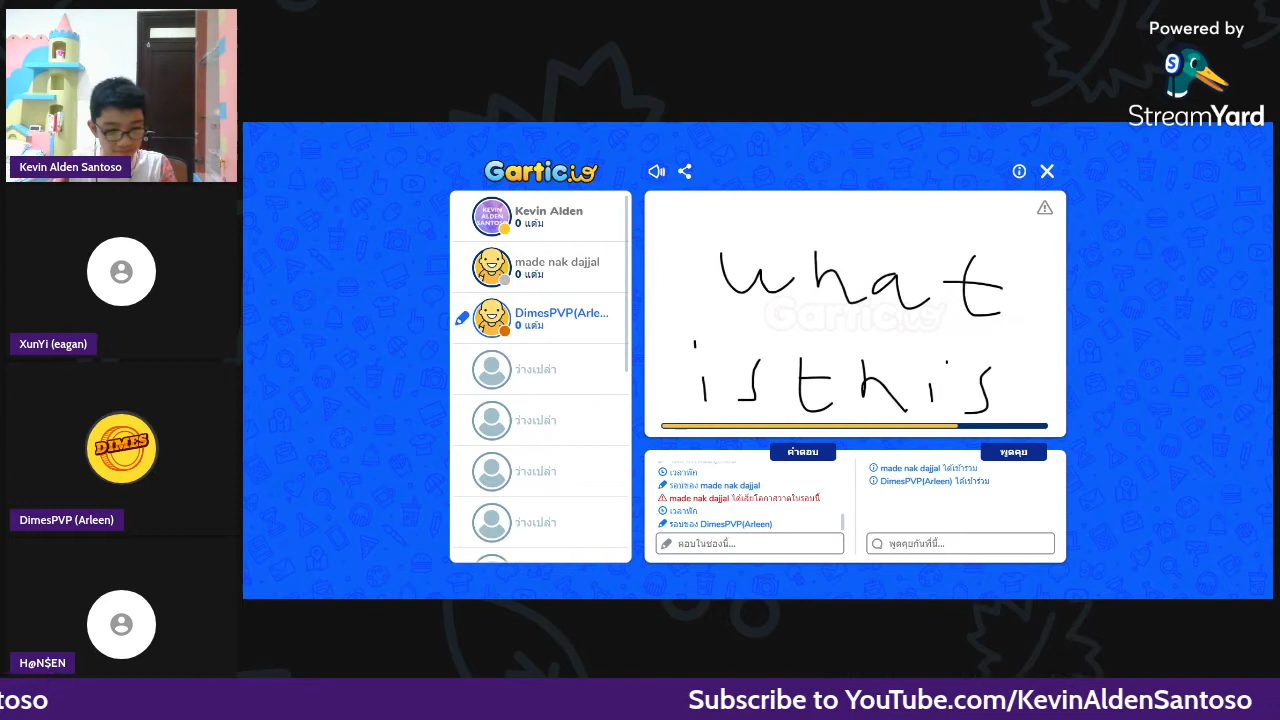 Powered by
S
StreamYard
Kevin Alden Santoso
XunYi (eagan)
DIMES
DimesPVP (Arleen)
H@N$EN
Gartic.io
KEVIN
ALDEN
SANTOSO
Kevin Alden
0 แต้ม
made nak dajjal
0 แต้ม
DimesPVP(Arle...
0 แต้ม
ว่างเปล่า
ว่างเปล่า
ว่างเปล่า
ว่างเปล่า
Gartic.io
what
is this
คำตอบ
เวลาพัก
รอบของ made nak dajjal
made nak dajjal ได้เสียโอกาสวาดในรอบนี้
เวลาพัก
รอบของ DimesPVP(Arleen)
ตอบในช่องนี้...
พูดคุย
made nak dajjal ได้เข้าร่วม
DimesPVP(Arleen) ได้เข้าร่วม
พูดคุยกันที่นี่...
toso
Subscribe to YouTube.com/KevinAldenSantoso